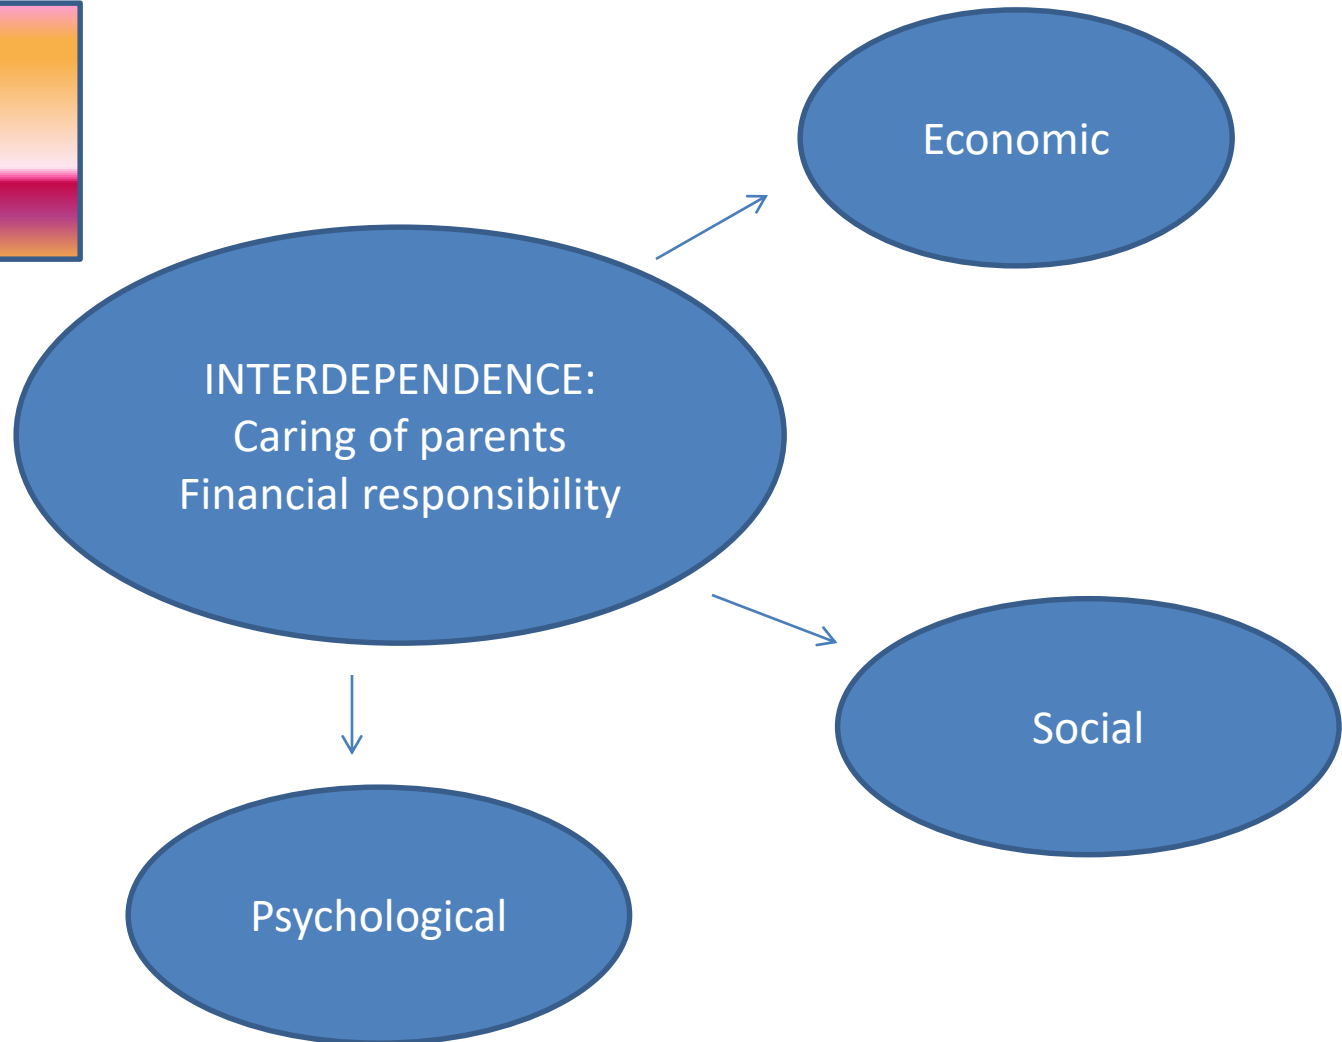 Economic
INTERDEPENDENCE:
Caring of parents
Financial responsibility
Social
Psychological